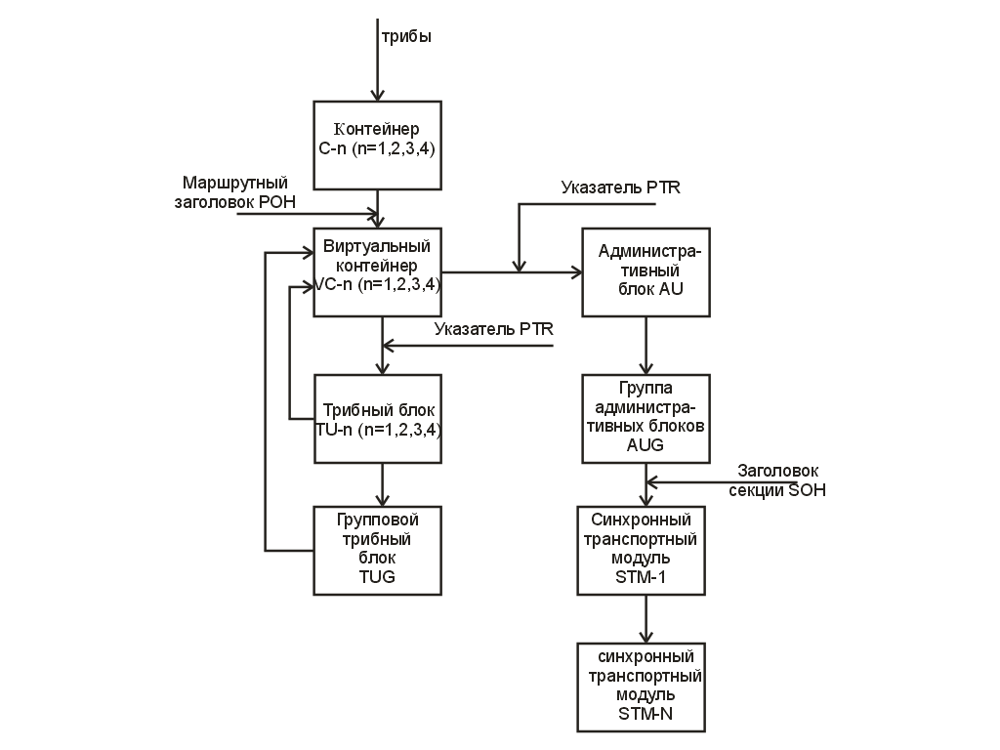 трибы
Контейнер
C-n (n=1,2,3,4)
Маршрутный
заголовок POH
Указатель PTR
Виртуальный
контейнер
VC-n (n=1,2,3,4)
Администра-
тивный
блок AU
Указатель PTR
Трибный блок
TU-n (n=1,2,3,4)
Группа
администра-
тивных блоков
AUG
Заголовок
секции SOH
Групповой
трибный
блок
TUG
Синхронный
транспортный
модуль
STM-1
синхронный
транспортный
модуль
STM-N